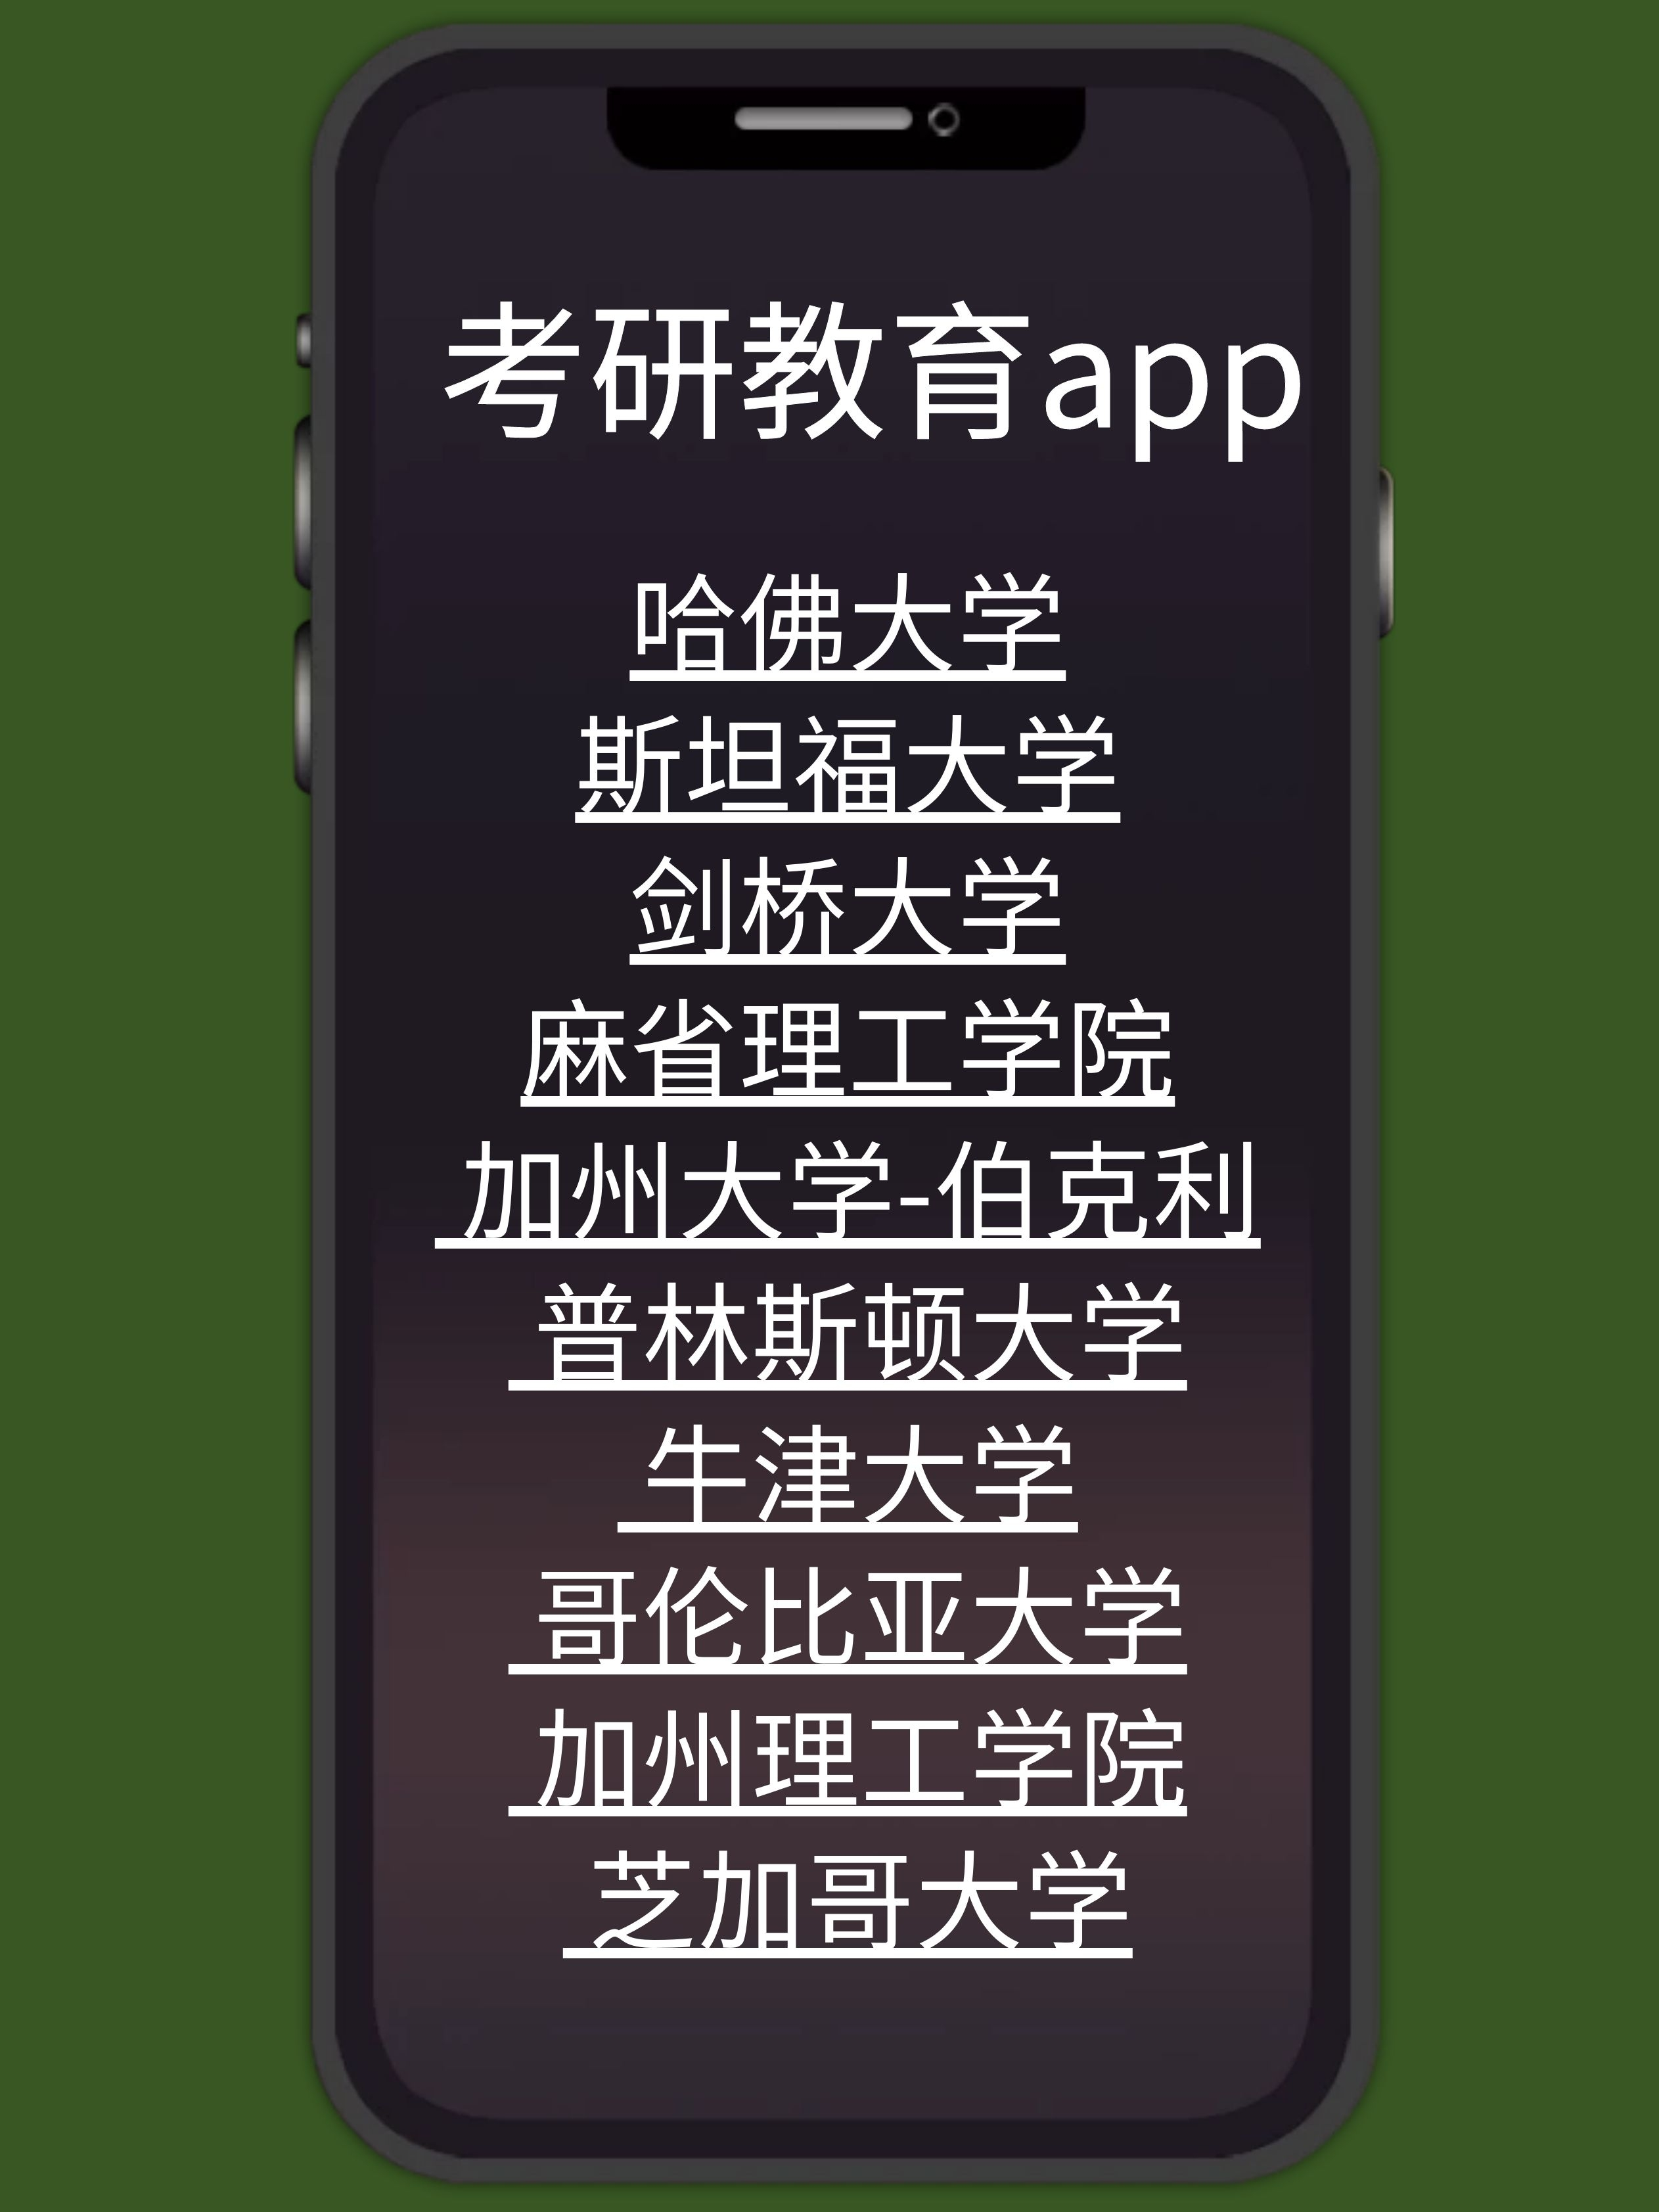 考研教育app
哈佛大学
斯坦福大学
剑桥大学
麻省理工学院
加州大学-伯克利
普林斯顿大学
牛津大学
哥伦比亚大学
加州理工学院
芝加哥大学